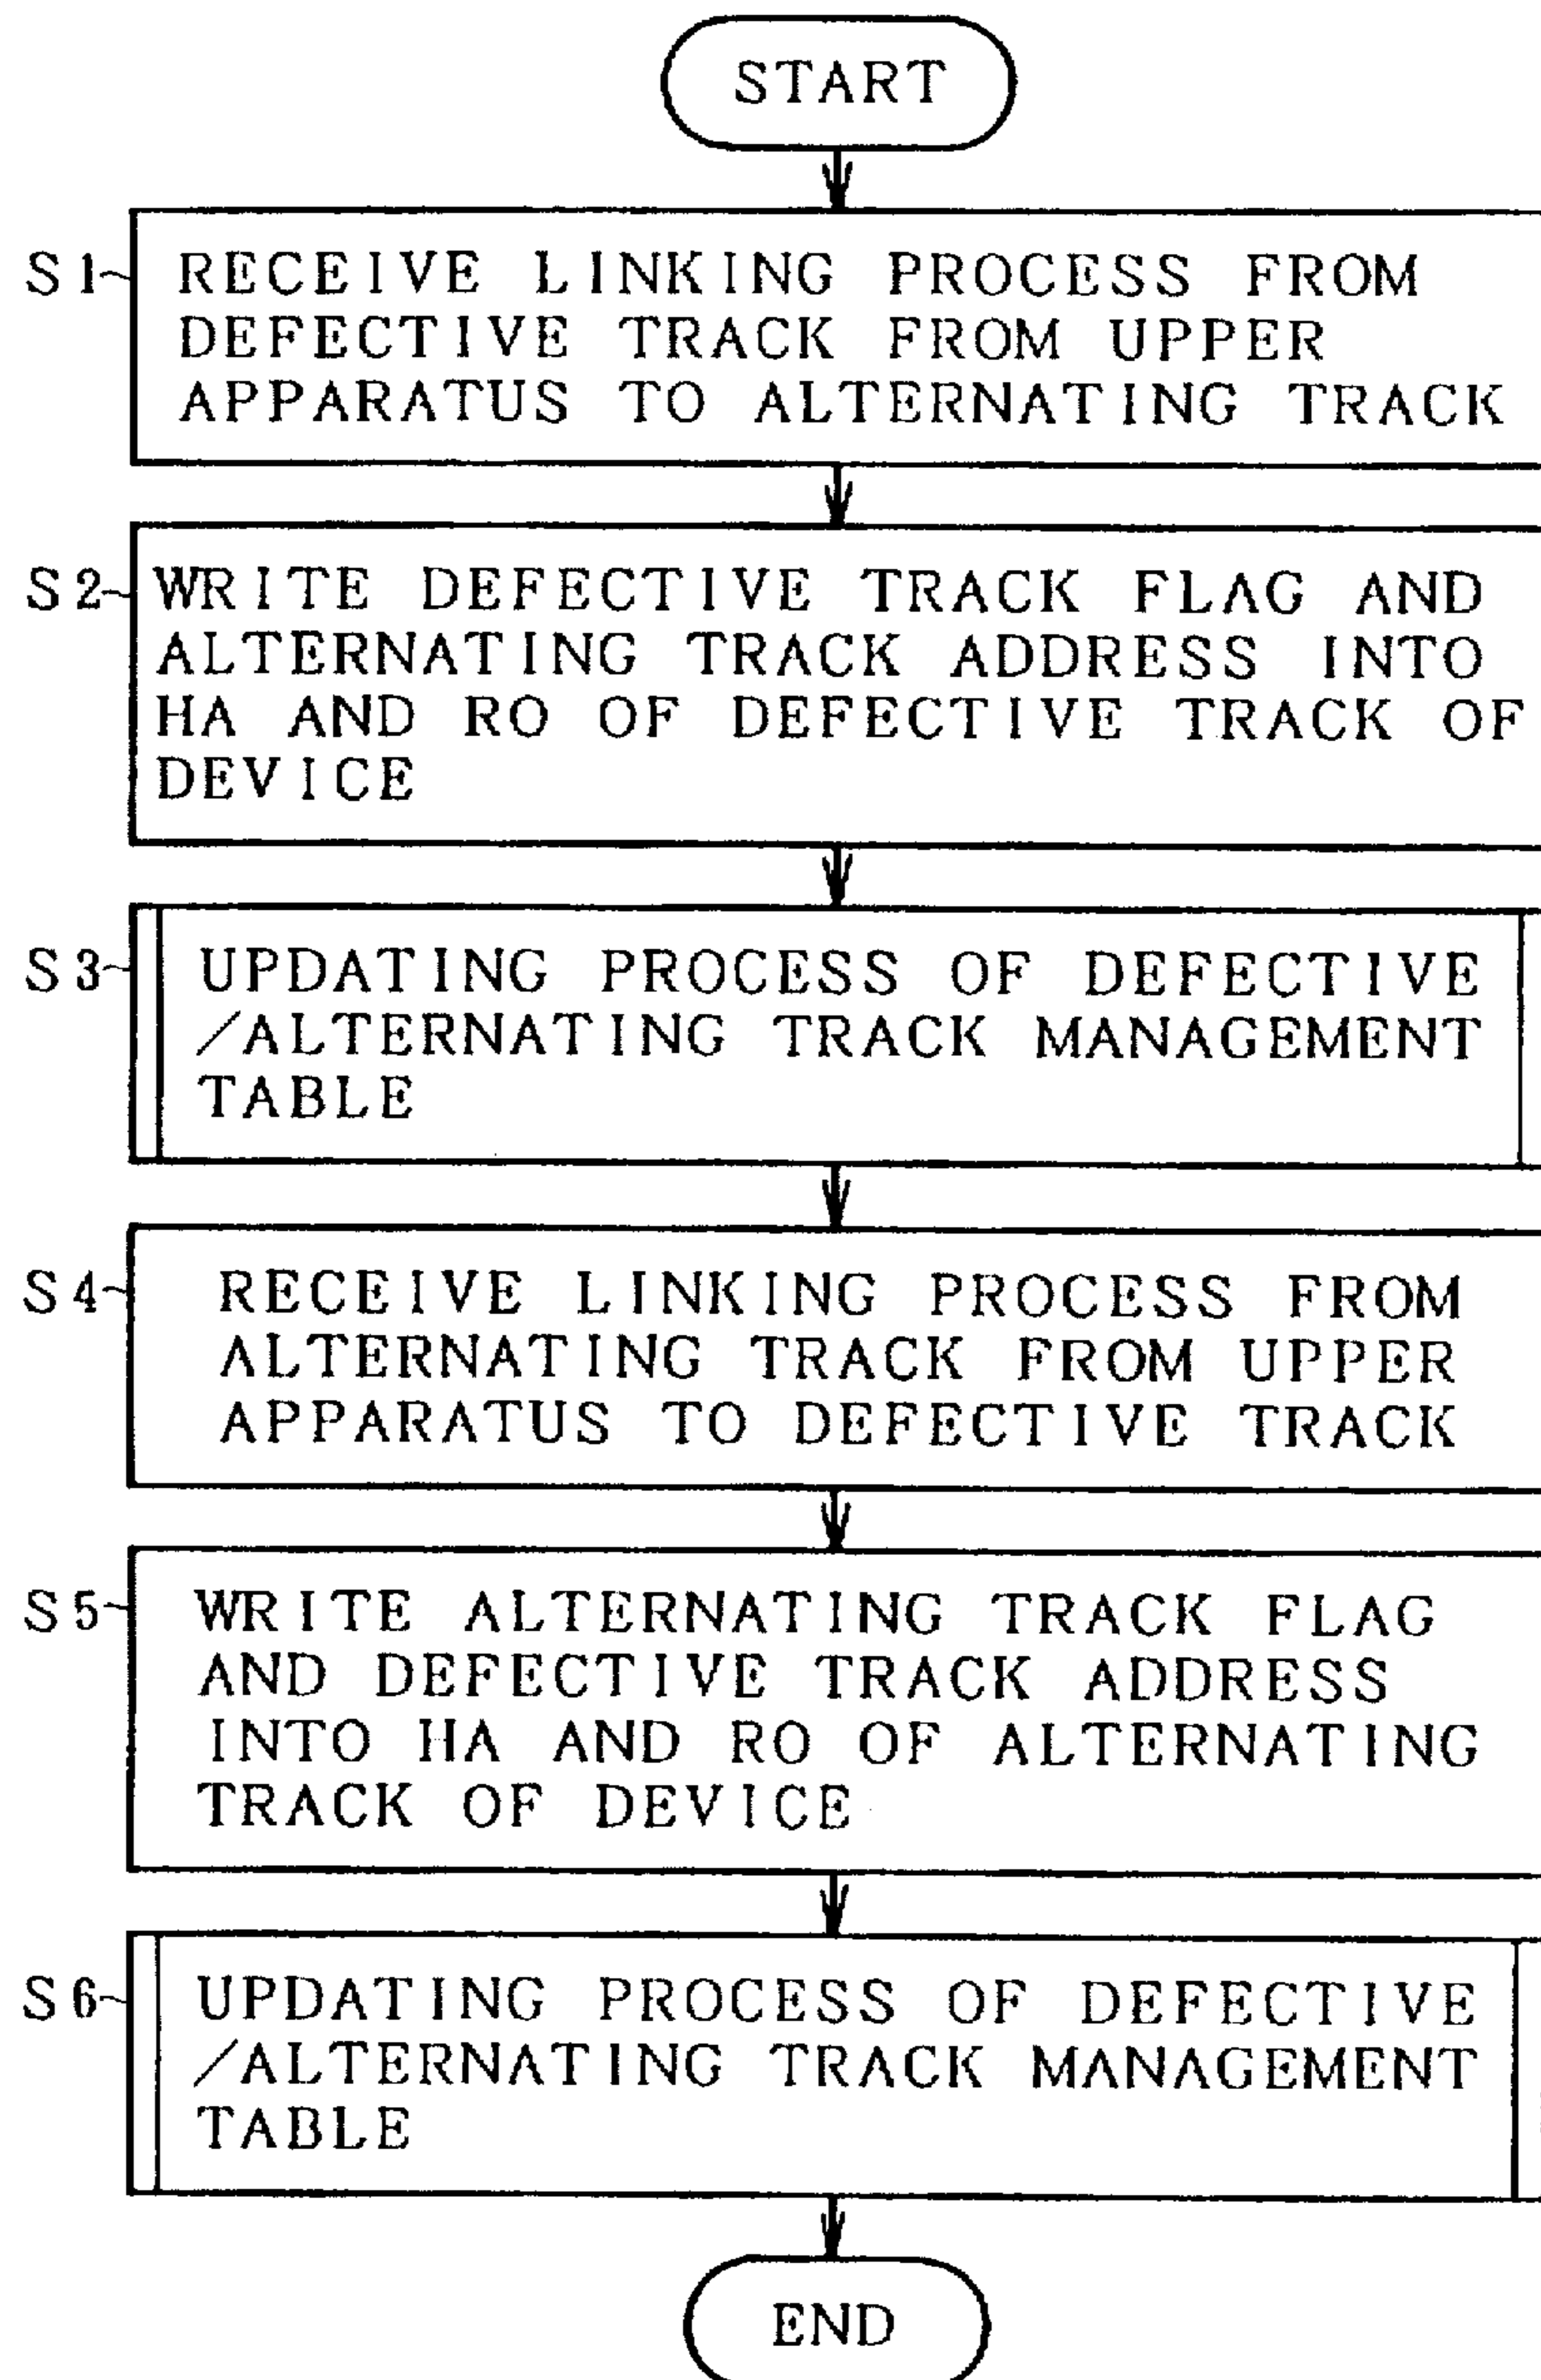 START
S1 RECEIVE LINKING PROCESS FROM
DEFECTIVE TRACK FROM UPPER
APPARATUS TO ALTERNATING TRACK
S2 WRITE DEFECTIVE TRACK FLAG AND
ALTERNATING TRACK ADDRESS INTO
HA AND RO OF DEFECTIVE TRACK OF
DEVICE
S3 UPDATING PROCESS OF DEFECTIVE
/ALTERNATING TRACK MANAGEMENT
TABLE
S4 RECEIVE LINKING PROCESS FROM
ALTERNATING TRACK FROM UPPER
APPARATUS TO DEFECTIVE TRACK
S5 WRITE ALTERNATING TRACK FLAG
AND DEFECTIVE TRACK ADDRESS
INTO HA AND RO OF ALTERNATING
TRACK OF DEVICE
S6 UPDATING PROCESS OF DEFECTIVE
/ALTERNATING TRACK MANAGEMENT
TABLE
END